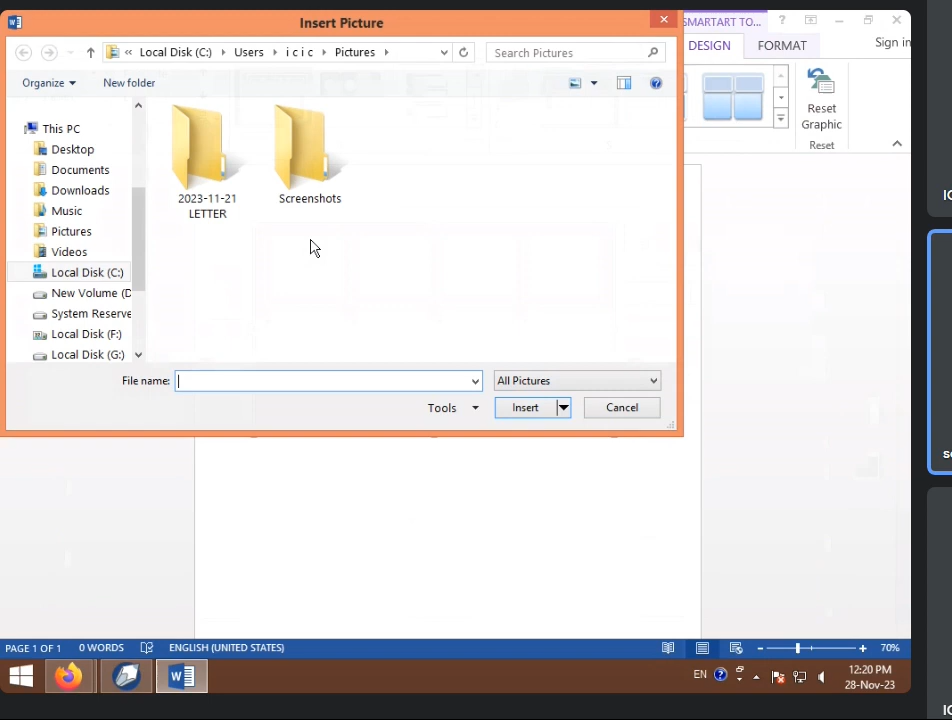 Insert Picture
SMARTART TO...
DESIGN
FORMAT
Sign in
« Local Disk (C:) Users i c i c Pictures
Search Pictures
Organize
New folder
Reset
Graphic
Reset
This PC
Desktop
Documents
Downloads
Music
Pictures
Videos
Local Disk (C:)
New Volume (D
System Reserve
Local Disk (F:)
Local Disk (G:)
2023-11-21
LETTER
Screenshots
File name:
All Pictures
Tools
Insert
Cancel
PAGE 1 OF 1 0 WORDS ENGLISH (UNITED STATES) 70%
EN
12:20 PM
28-Nov-23